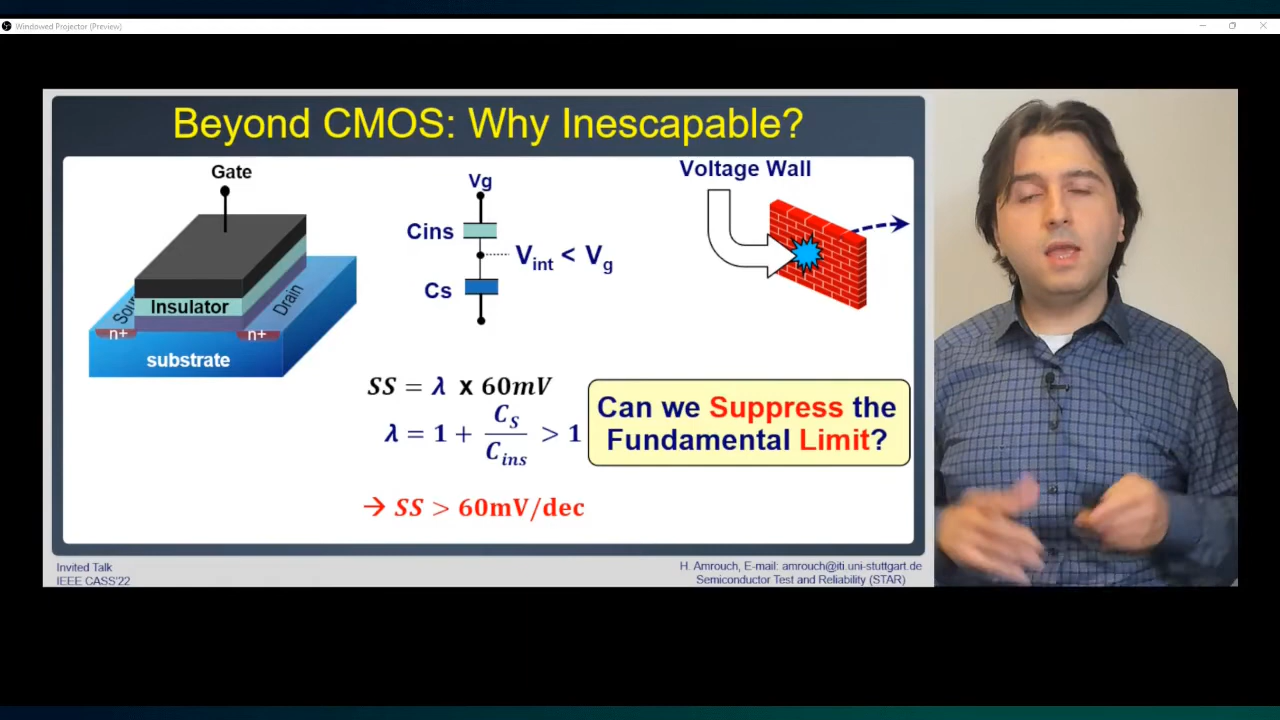 Windowed Projector (Preview)
Beyond CMOS: Why Inescapable?
Gate
Insulator
Drain
n+
n+
substrate
Vg
Cins
Vint < Vg
Cs
Voltage Wall
SS = λ x 60mV
λ = 1 + CS/Cins > 1
→ SS > 60mV/dec
Can we Suppress the
Fundamental Limit?
Invited Talk
IEEE CASS'22
H. Amrouch, E-mail: amrouch@iti.uni-stuttgart.de
Semiconductor Test and Reliability (STAR)